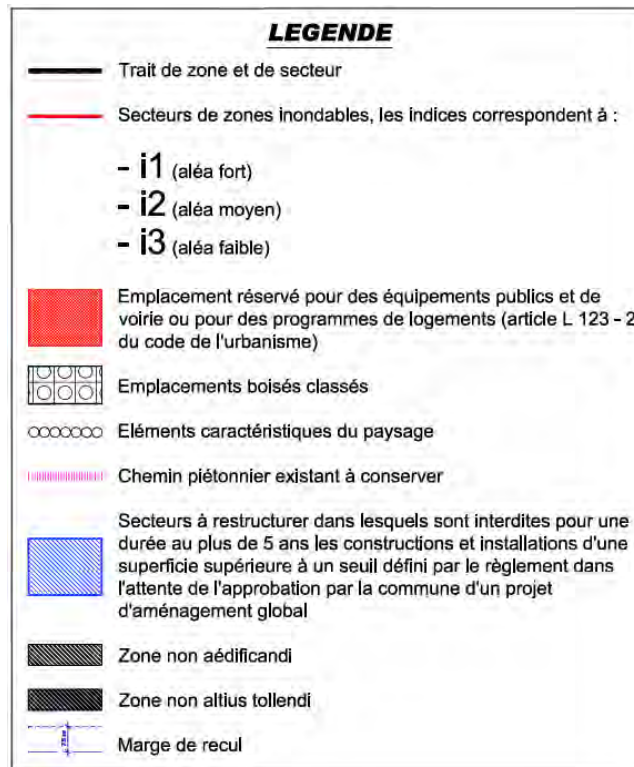 LEGENDE
Trait de zone et de secteur
Secteurs de zones inondables, les indices correspondent à :
- i1 (aléa fort)
- i2 (aléa moyen)
- i3 (aléa faible)
Emplacement réservé pour des équipements publics et de
voirie ou pour des programmes de logements (article L 123 - 2
du code de l'urbanisme)
Emplacements boisés classés
Eléments caractéristiques du paysage
Chemin piétonnier existant à conserver
Secteurs à restructurer dans lesquels sont interdites pour une
durée au plus de 5 ans les constructions et installations d'une
superficie supérieure à un seuil défini par le règlement dans
l'attente de l'approbation par la commune d'un projet
d'aménagement global
Zone non aédificandi
Zone non altius tollendi
Marge de recul